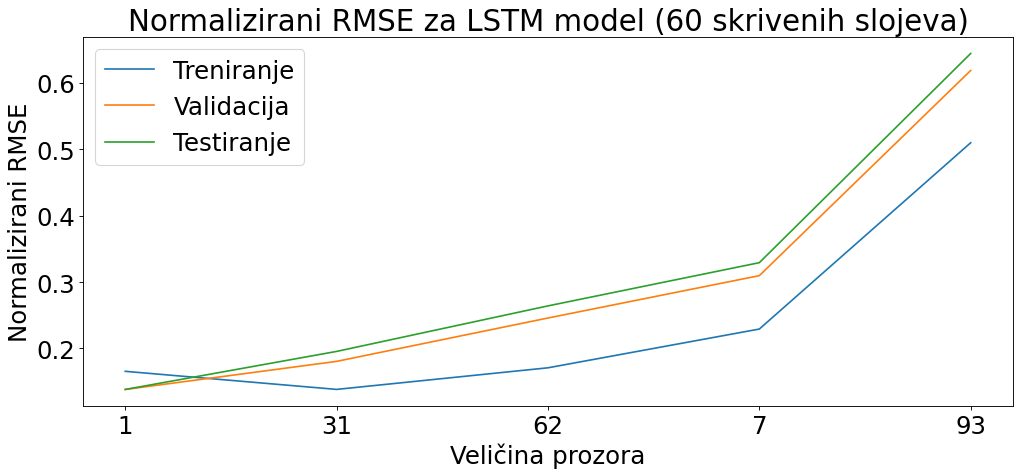 Normalizirani RMSE za LSTM model (60 skrivenih slojeva)
Treniranje
Validacija
Testiranje
Normalizirani RMSE
0.6
0.5
0.4
0.3
0.2
1 31 62 7 93
Veličina prozora